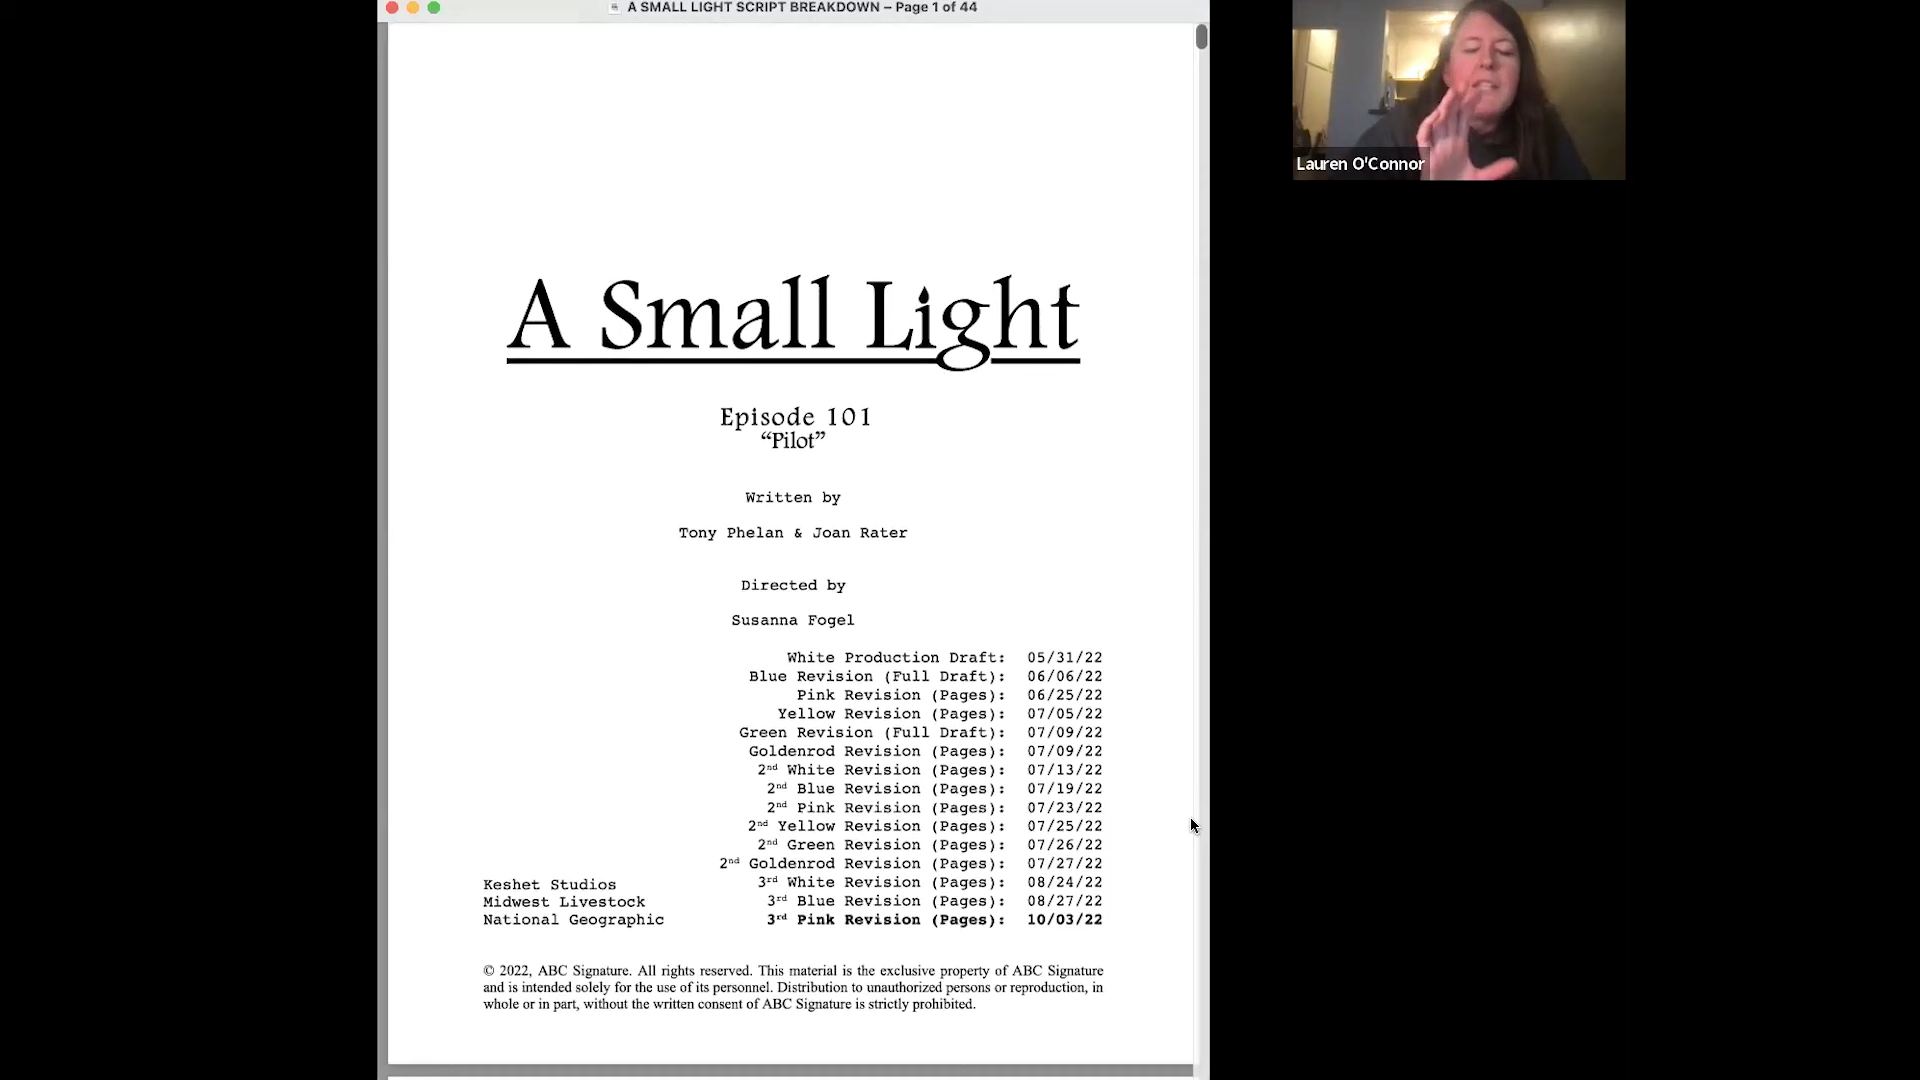 A SMALL LIGHT SCRIPT BREAKDOWN – Page 1 of 44
Lauren O'Connor
A Small Light
Episode 101
“Pilot”
Written by
Tony Phelan & Joan Rater
Directed by
Susanna Fogel
White Production Draft: 05/31/22
Blue Revision (Full Draft): 06/06/22
Pink Revision (Pages): 06/25/22
Yellow Revision (Pages): 07/05/22
Green Revision (Full Draft): 07/09/22
Goldenrod Revision (Pages): 07/09/22
2nd White Revision (Pages): 07/13/22
2nd Blue Revision (Pages): 07/19/22
2nd Pink Revision (Pages): 07/23/22
2nd Yellow Revision (Pages): 07/25/22
2nd Green Revision (Pages): 07/26/22
2nd Goldenrod Revision (Pages): 07/27/22
3rd White Revision (Pages): 08/24/22
3rd Blue Revision (Pages): 08/27/22
3rd Pink Revision (Pages): 10/03/22
Keshet Studios
Midwest Livestock
National Geographic
© 2022, ABC Signature. All rights reserved. This material is the exclusive property of ABC Signature
and is intended solely for the use of its personnel. Distribution to unauthorized persons or reproduction, in
whole or in part, without the written consent of ABC Signature is strictly prohibited.